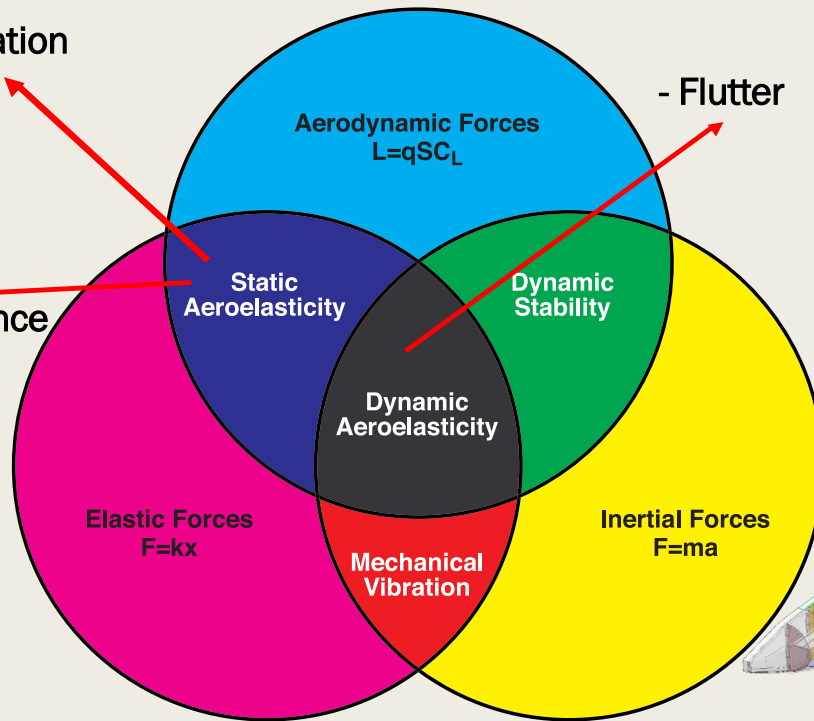 ation
- Flutter
Aerodynamic Forces
L=qSC_L
Static
Aeroelasticity
Dynamic
Stability
nce
Dynamic
Aeroelasticity
Elastic Forces
F=kx
Inertial Forces
F=ma
Mechanical
Vibration